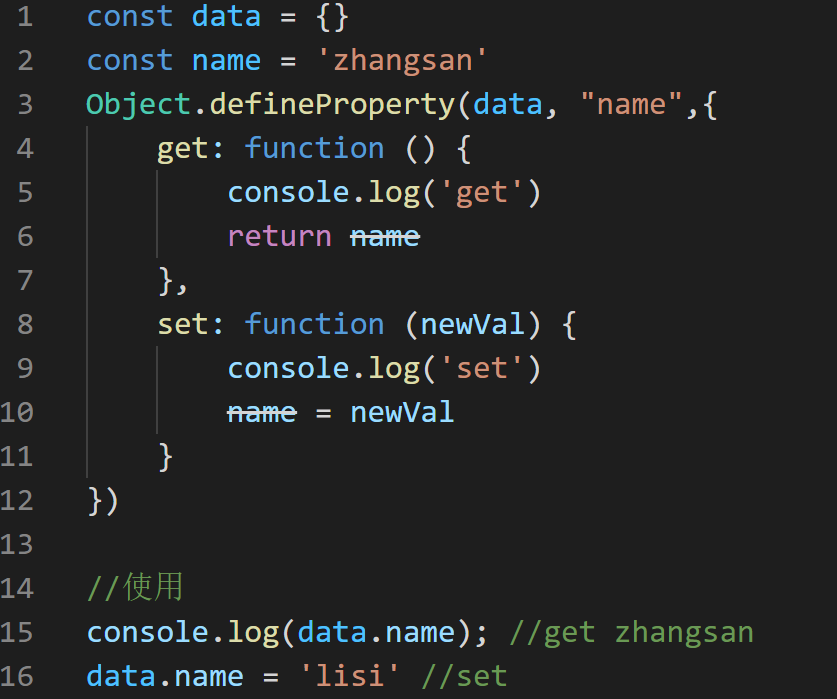 1 const data = {}
2 const name = 'zhangsan'
3 Object.defineProperty(data, "name",{
4     get: function () {
5         console.log('get')
6         return name
7     },
8     set: function (newVal) {
9         console.log('set')
10         name = newVal
11     }
12 })
13
14 //使用
15 console.log(data.name); //get zhangsan
16 data.name = 'lisi' //set